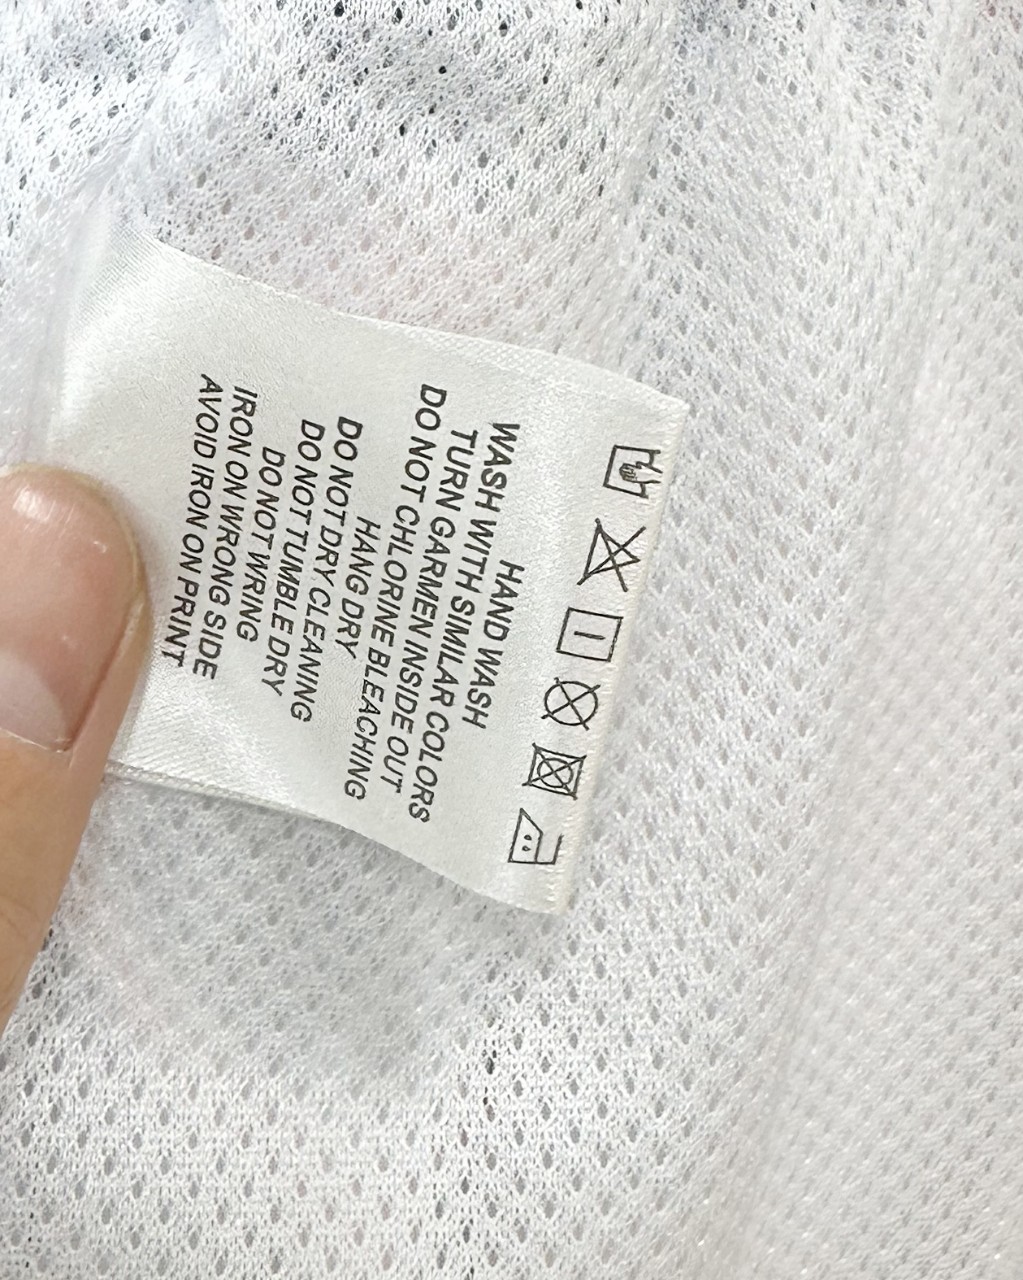 HAND WASH
WASH WITH SIMILAR COLORS
TURN GARMEN INSIDE OUT
DO NOT CHLORINE BLEACHING
HANG DRY
DO NOT DRY CLEANING
DO NOT TUMBLE DRY
DO NOT WRING
IRON ON WRONG SIDE
AVOID IRON ON PRINT